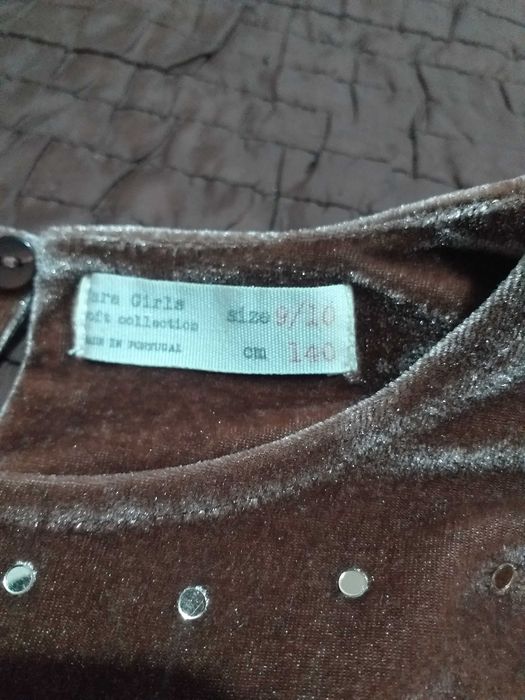 ara Girls
oft collection
ADE IN PORTUGAL
size 9/10
cm 140